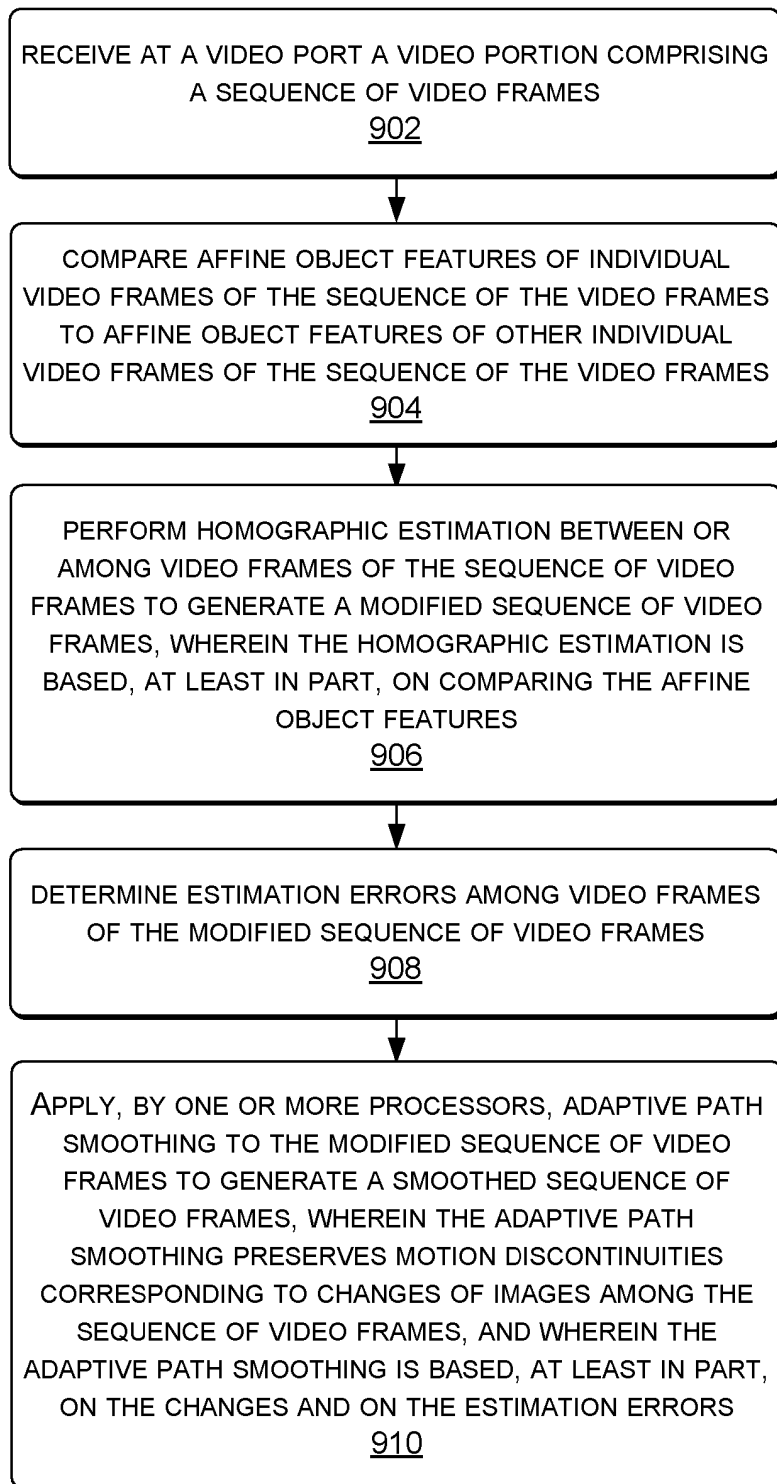 RECEIVE AT A VIDEO PORT A VIDEO PORTION COMPRISING
A SEQUENCE OF VIDEO FRAMES
902
COMPARE AFFINE OBJECT FEATURES OF INDIVIDUAL
VIDEO FRAMES OF THE SEQUENCE OF THE VIDEO FRAMES
TO AFFINE OBJECT FEATURES OF OTHER INDIVIDUAL
VIDEO FRAMES OF THE SEQUENCE OF THE VIDEO FRAMES
904
PERFORM HOMOGRAPHIC ESTIMATION BETWEEN OR
AMONG VIDEO FRAMES OF THE SEQUENCE OF VIDEO
FRAMES TO GENERATE A MODIFIED SEQUENCE OF VIDEO
FRAMES, WHEREIN THE HOMOGRAPHIC ESTIMATION IS
BASED, AT LEAST IN PART, ON COMPARING THE AFFINE
OBJECT FEATURES
906
DETERMINE ESTIMATION ERRORS AMONG VIDEO FRAMES
OF THE MODIFIED SEQUENCE OF VIDEO FRAMES
908
APPLY, BY ONE OR MORE PROCESSORS, ADAPTIVE PATH
SMOOTHING TO THE MODIFIED SEQUENCE OF VIDEO
FRAMES TO GENERATE A SMOOTHED SEQUENCE OF
VIDEO FRAMES, WHEREIN THE ADAPTIVE PATH
SMOOTHING PRESERVES MOTION DISCONTINUITIES
CORRESPONDING TO CHANGES OF IMAGES AMONG THE
SEQUENCE OF VIDEO FRAMES, AND WHEREIN THE
ADAPTIVE PATH SMOOTHING IS BASED, AT LEAST IN PART,
ON THE CHANGES AND ON THE ESTIMATION ERRORS
910